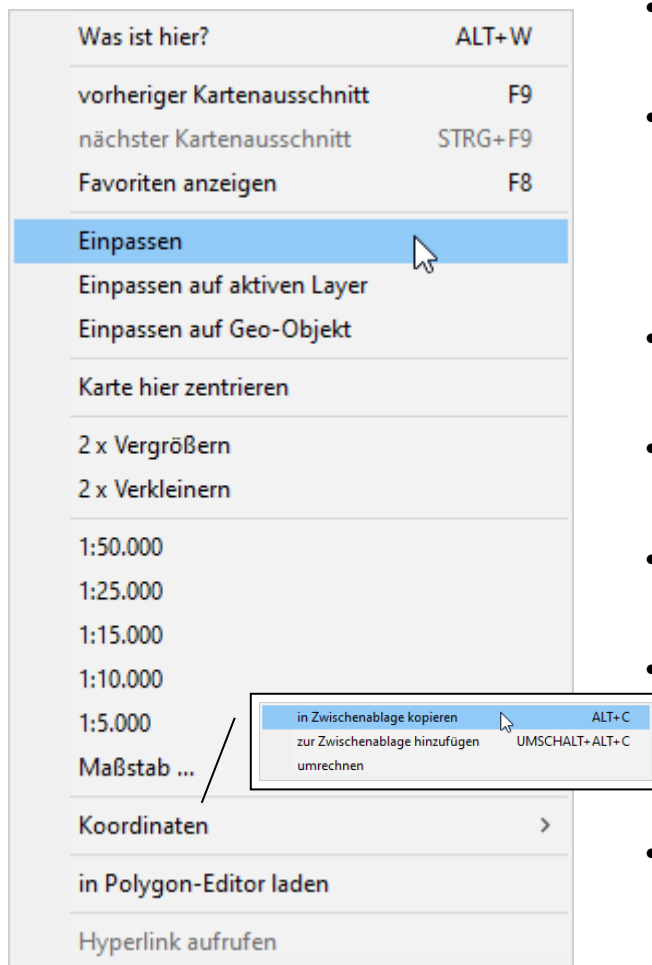 Was ist hier? ALT+W
vorheriger Kartenausschnitt F9
nächster Kartenausschnitt STRG+F9
Favoriten anzeigen F8
Einpassen
Einpassen auf aktiven Layer
Einpassen auf Geo-Objekt
Karte hier zentrieren
2 x Vergrößern
2 x Verkleinern
1:50.000
1:25.000
1:15.000
1:10.000
1:5.000
Maßstab ...
Koordinaten >
in Zwischenablage kopieren ALT+C
zur Zwischenablage hinzufügen UMSCHALT+ALT+C
umrechnen
in Polygon-Editor laden
Hyperlink aufrufen